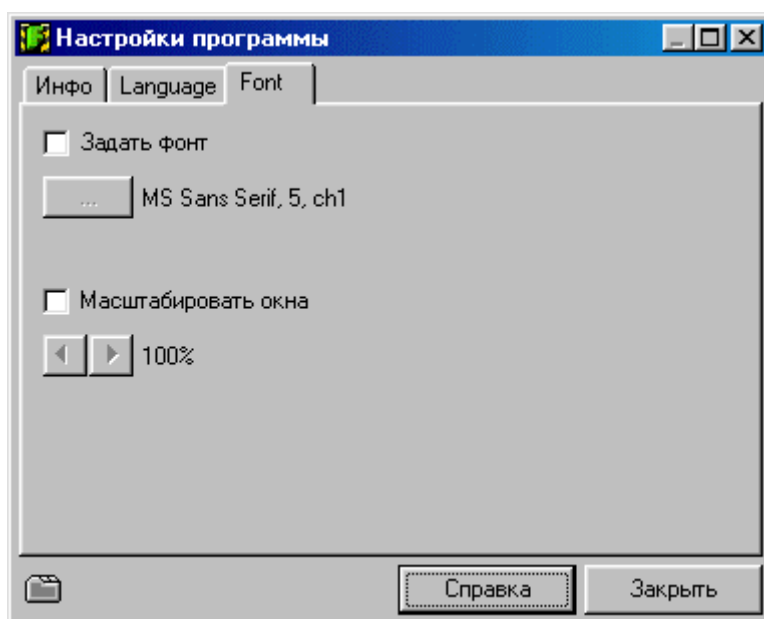 Настройки программы
Инфо Language Font
Задать фонт
... MS Sans Serif, 5, ch1
Масштабировать окна
100%
Справка Закрыть